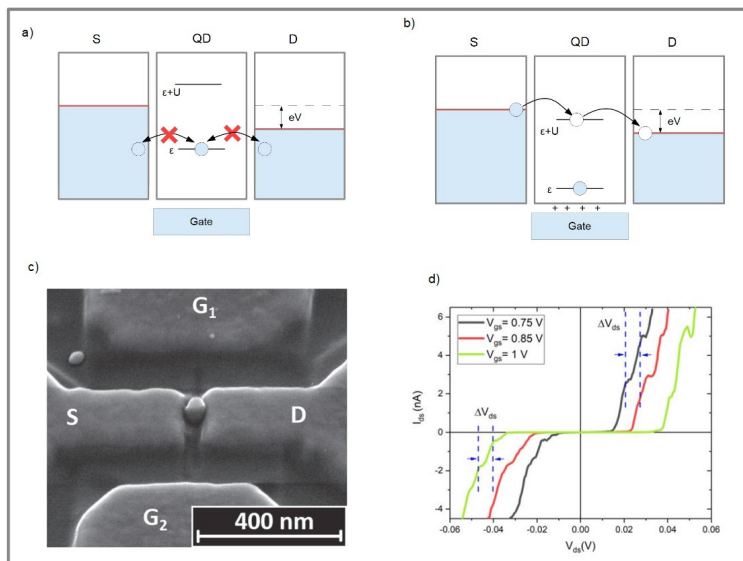 a)
S
QD
D
ε+U
eV
ε
Gate
b)
S
QD
D
ε+U
eV
ε
+ + + +
Gate
c)
G₁
S
D
G₂
400 nm
d)
6
4
2
0
-2
-4
Vgs= 0.75 V
Vgs= 0.85 V
Vgs= 1 V
ΔVds
ΔVds
Ids (nA)
-0.06 -0.04 -0.02 0.00 0.02 0.04 0.06
Vds(V)